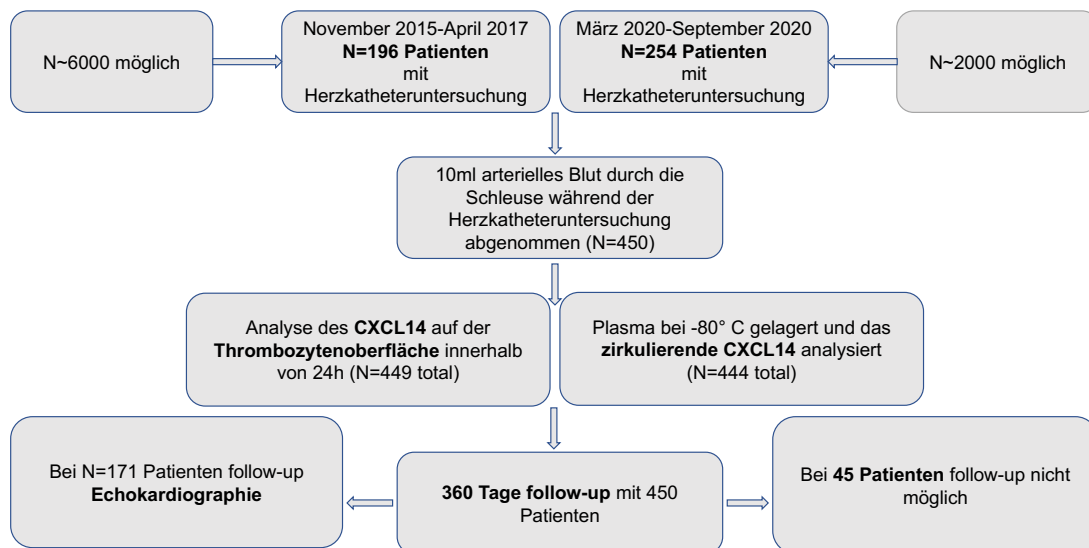 N~6000 möglich
November 2015-April 2017
N=196 Patienten
mit
Herzkatheteruntersuchung
März 2020-September 2020
N=254 Patienten
mit
Herzkatheteruntersuchung
N~2000 möglich
10ml arterielles Blut durch die
Schleuse während der
Herzkatheteruntersuchung
abgenommen (N=450)
Analyse des CXCL14 auf der
Thrombozytenoberfläche innerhalb
von 24h (N=449 total)
Plasma bei -80° C gelagert und das
zirkulierende CXCL14 analysiert
(N=444 total)
Bei N=171 Patienten follow-up
Echokardiographie
360 Tage follow-up mit 450
Patienten
Bei 45 Patienten follow-up nicht
möglich